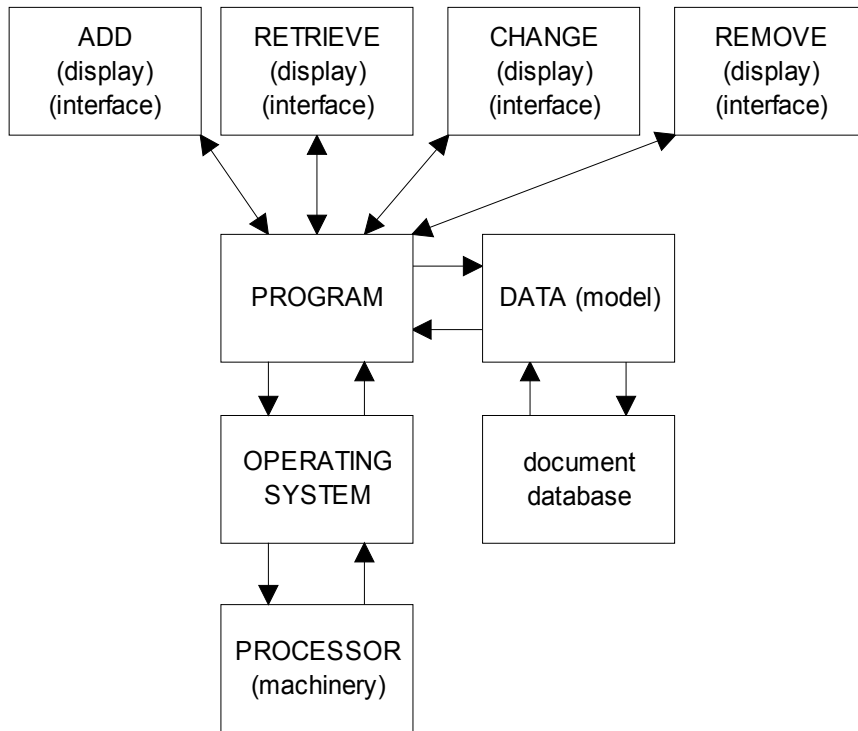 ADD
(display)
(interface)
RETRIEVE
(display)
(interface)
CHANGE
(display)
(interface)
REMOVE
(display)
(interface)
PROGRAM
DATA (model)
OPERATING
SYSTEM
document
database
PROCESSOR
(machinery)